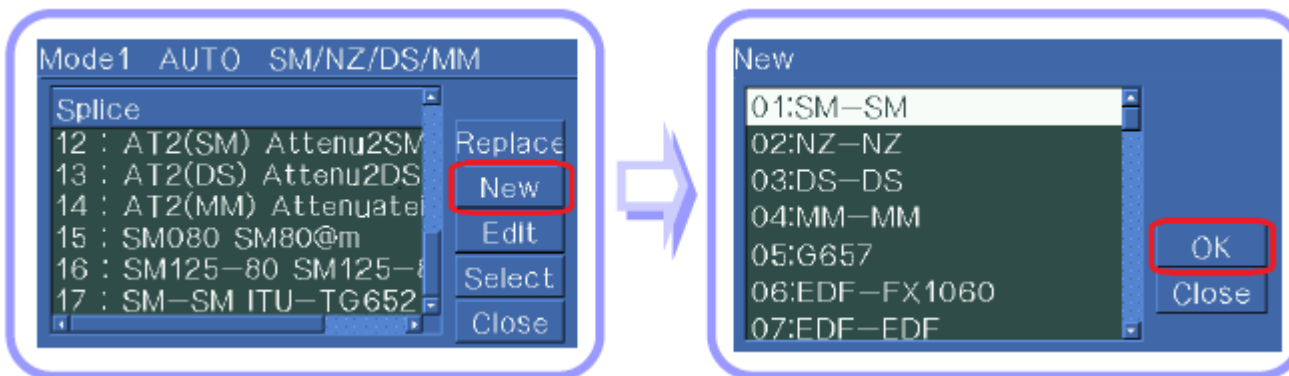 Mode1 AUTO SM/NZ/DS/MM
Splice
12 : AT2(SM) Attenu2SM
13 : AT2(DS) Attenu2DS
14 : AT2(MM) Attenuatei
15 : SM080 SM80@m
16 : SM125-80 SM125-8
17 : SM-SM ITU-TG652
Replace
New
Edit
Select
Close
New
01:SM-SM
02:NZ-NZ
03:DS-DS
04:MM-MM
05:G657
06:EDF-FX1060
07:EDF-EDF
OK
Close